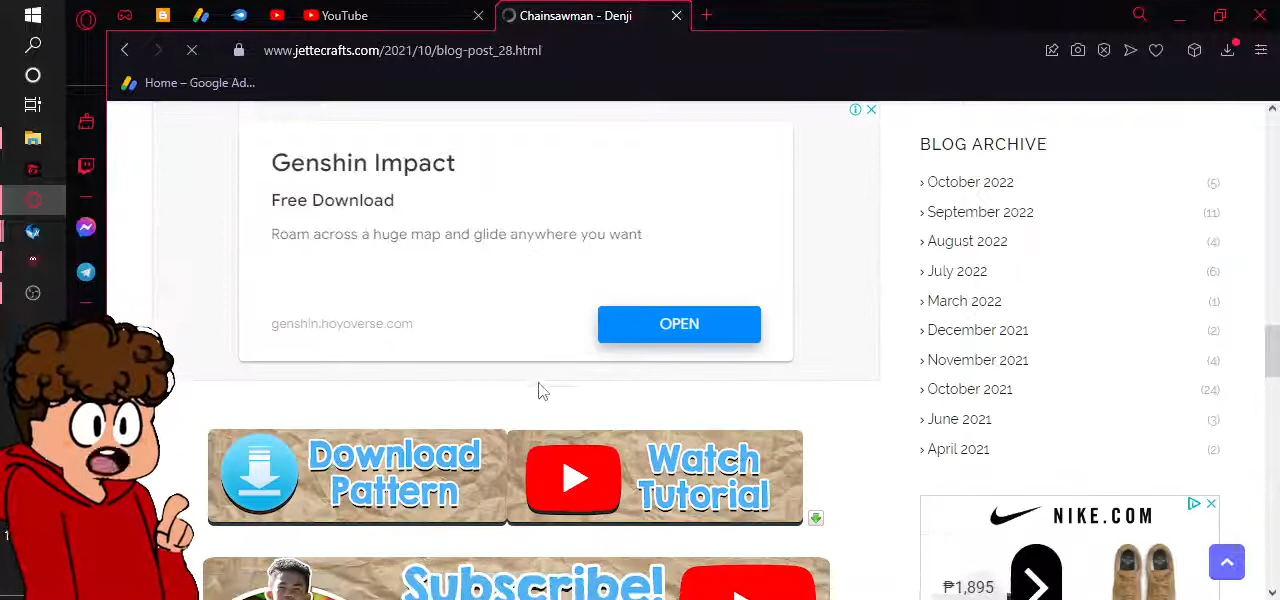 YouTube
Chainsawman - Denji
www.jettecrafts.com/2021/10/blog-post_28.html
Home – Google Ad...
Genshin Impact
Free Download
Roam across a huge map and glide anywhere you want
genshin.hoyoverse.com
OPEN
Download
Pattern
Watch
Tutorial
Subscribe!
BLOG ARCHIVE
› October 2022 (5)
› September 2022 (11)
› August 2022 (4)
› July 2022 (6)
› March 2022 (1)
› December 2021 (2)
› November 2021 (4)
› October 2021 (24)
› June 2021 (3)
› April 2021 (2)
NIKE.COM
₱1,895
1